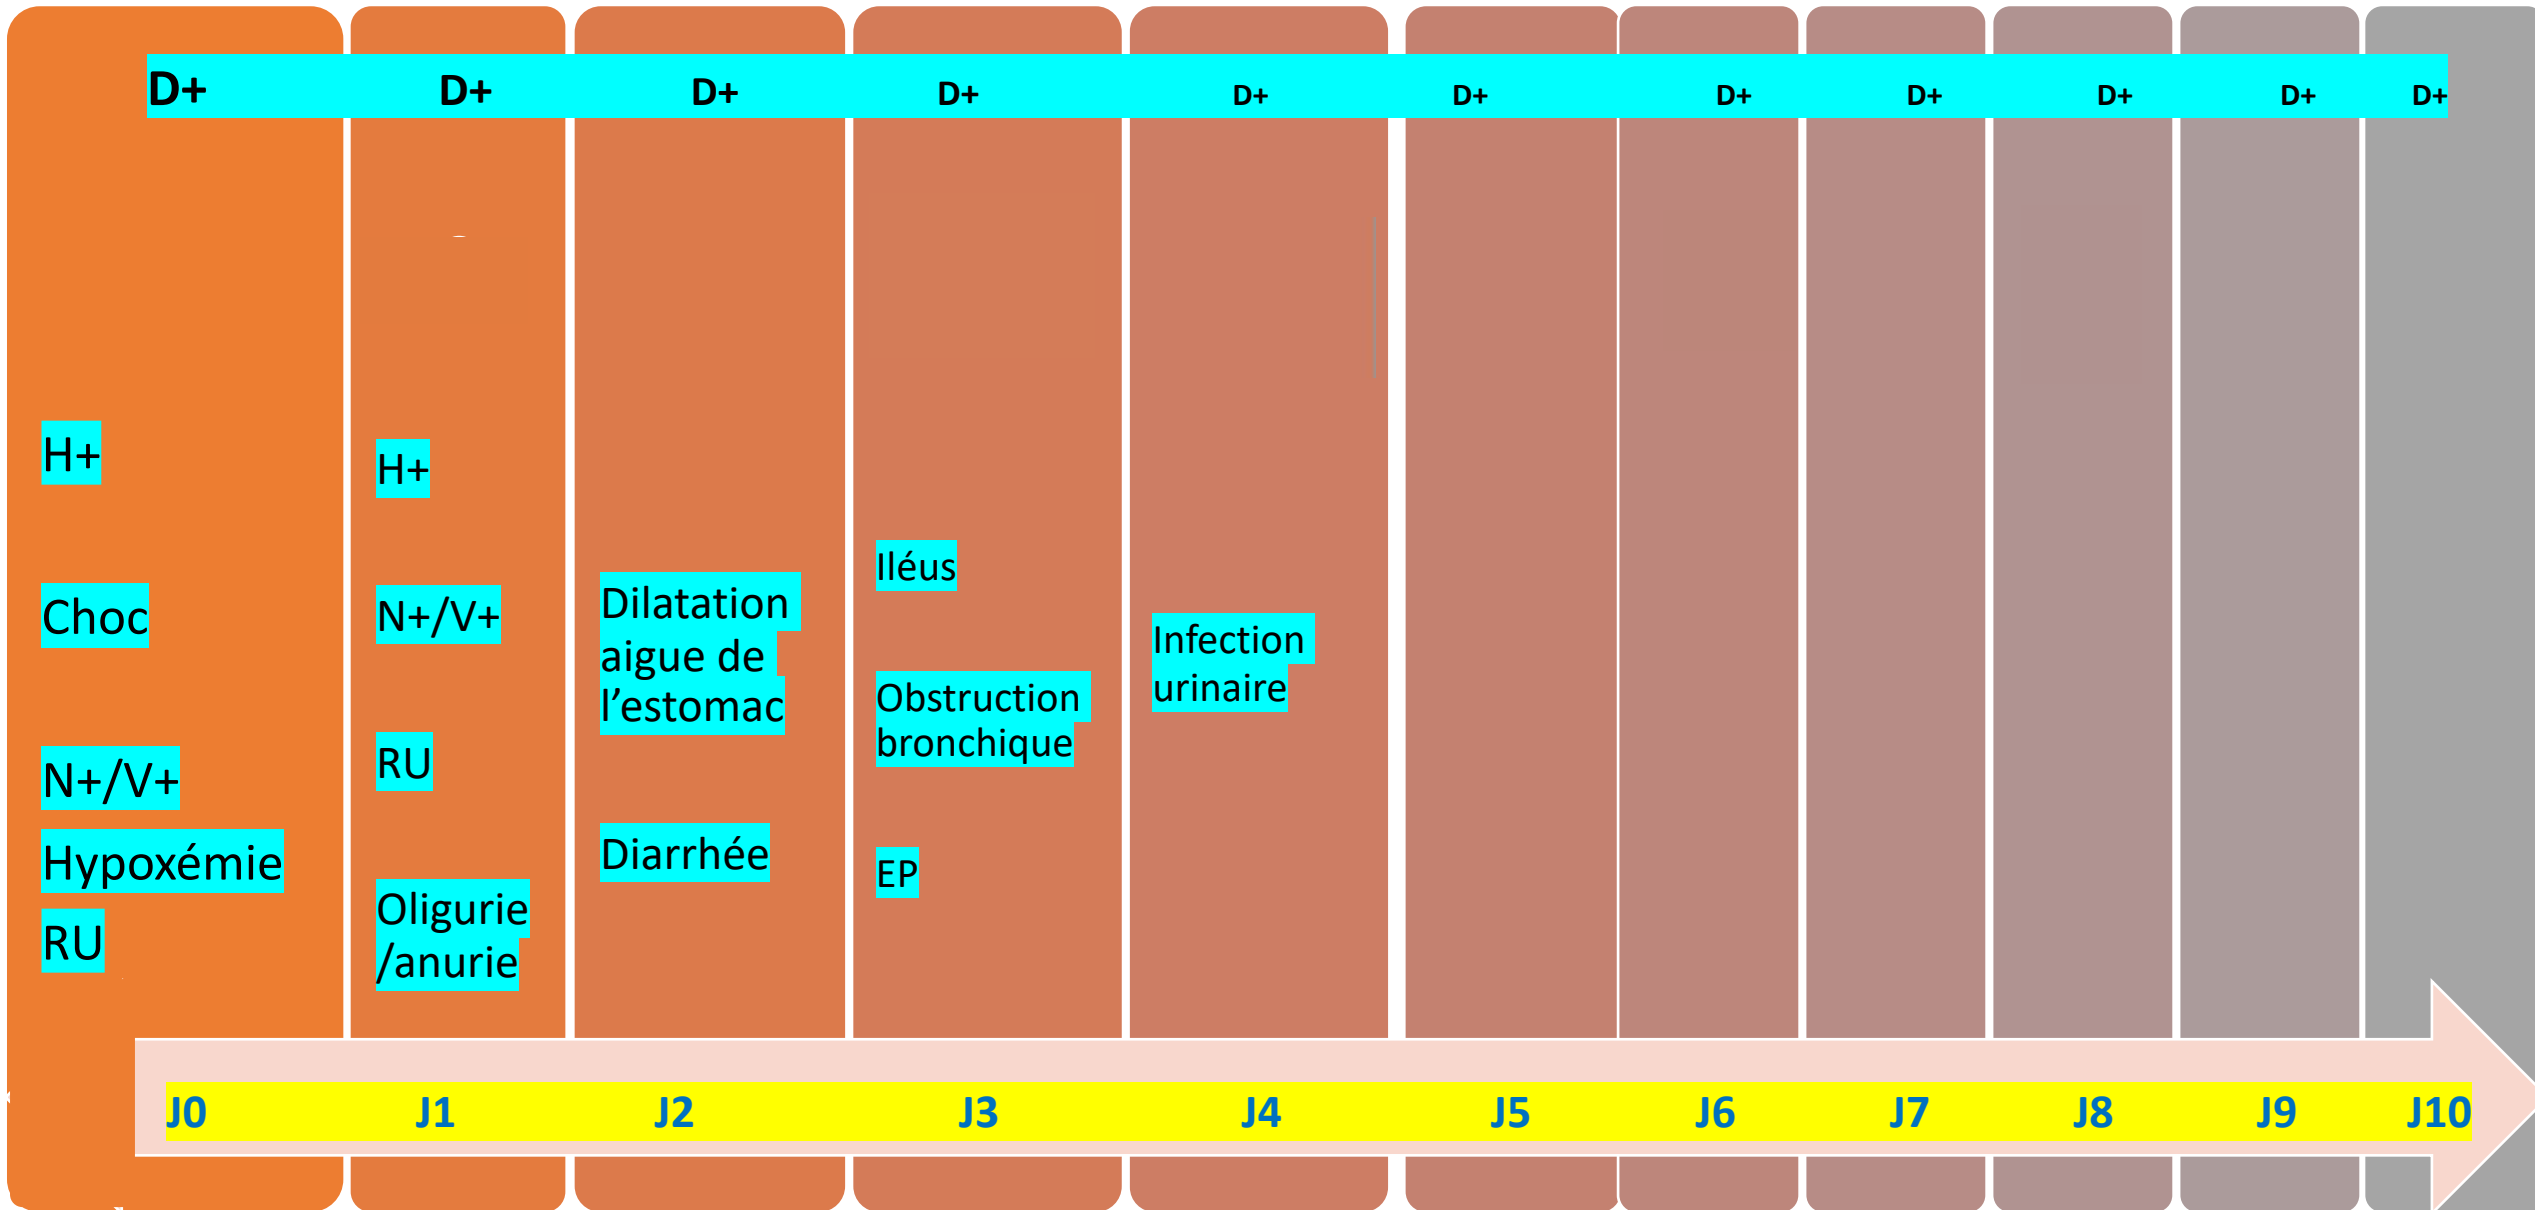 D+ D+ D+ D+ D+ D+ D+ D+ D+ D+ D+
H+
Choc
N+/V+
Hypoxémie
RU
H+
N+/V+
RU
Oligurie
/anurie
Dilatation
aigue de
l’estomac
Diarrhée
Iléus
Obstruction
bronchique
EP
Infection
urinaire
J0 J1 J2 J3 J4 J5 J6 J7 J8 J9 J10